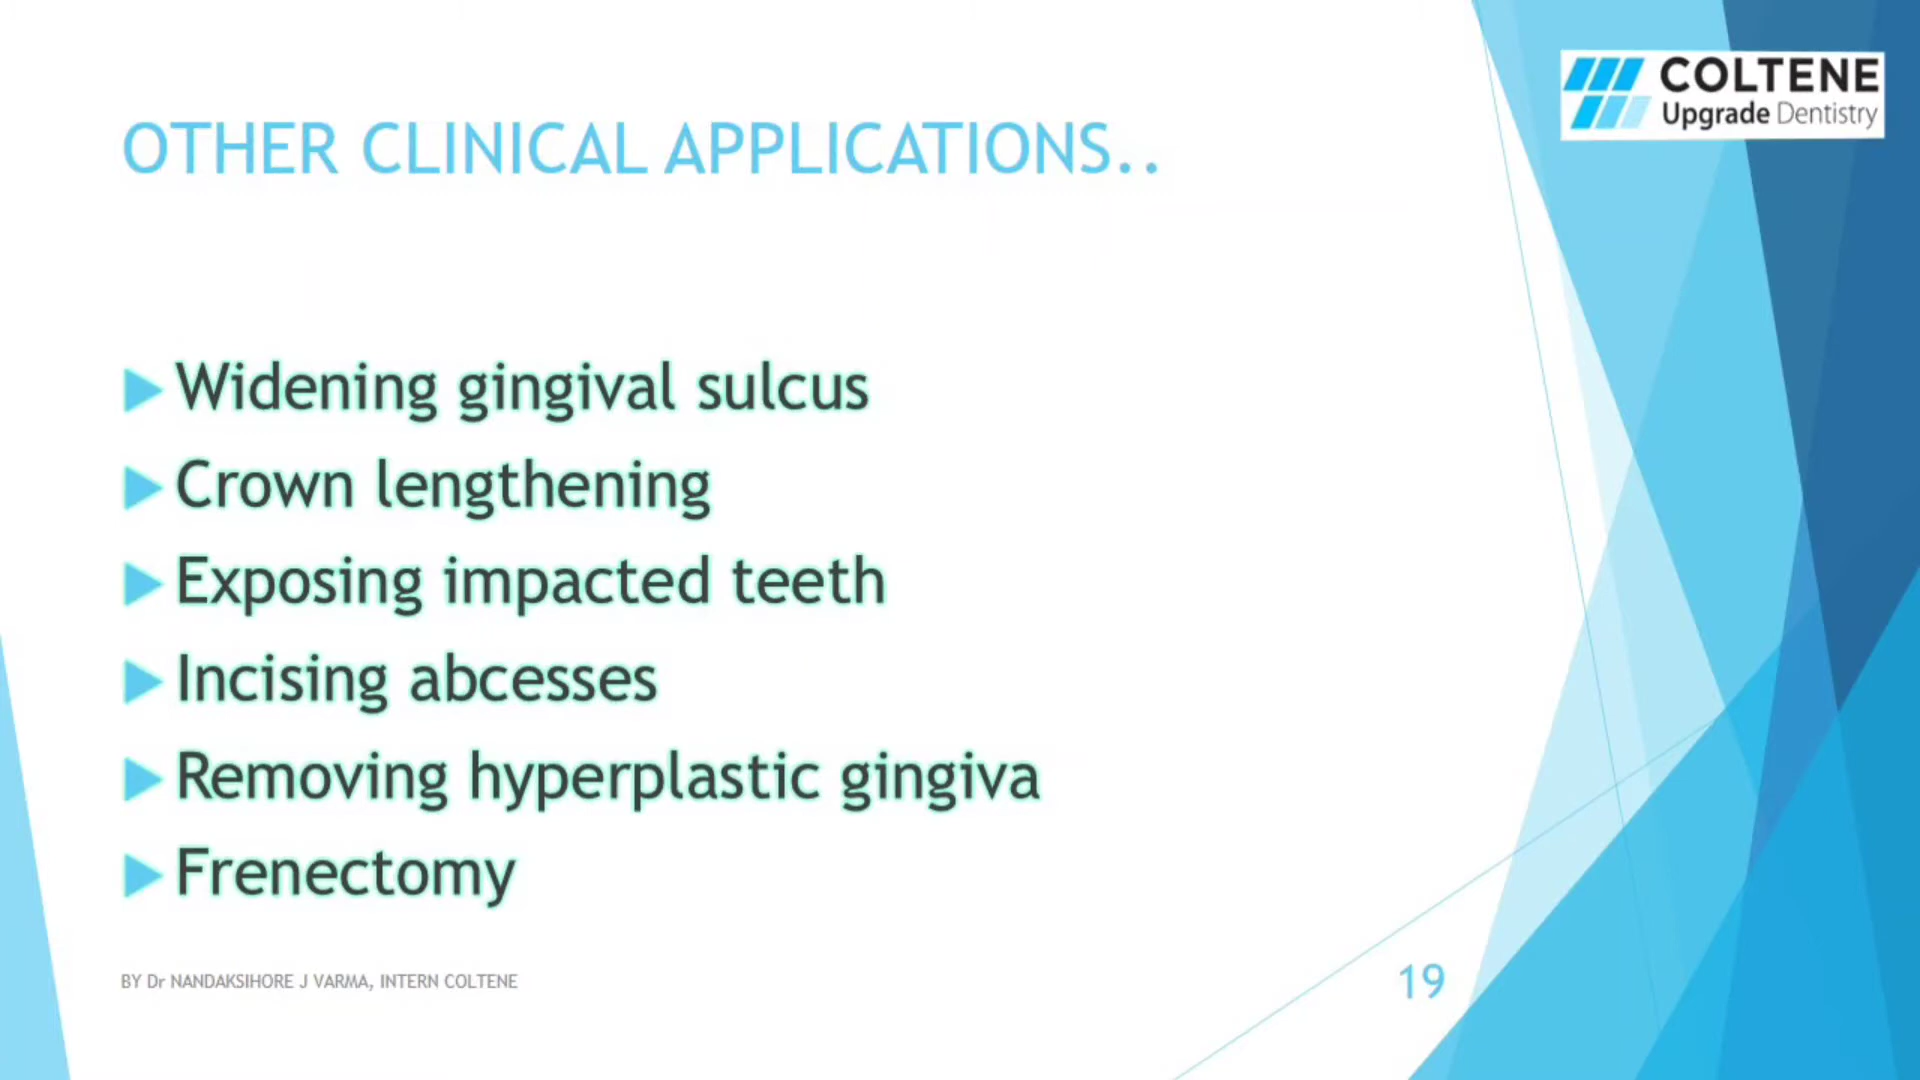 COLTENE
Upgrade Dentistry
OTHER CLINICAL APPLICATIONS..
Widening gingival sulcus
Crown lengthening
Exposing impacted teeth
Incising abcesses
Removing hyperplastic gingiva
Frenectomy
BY Dr NANDAKSIHORE J VARMA, INTERN COLTENE
19